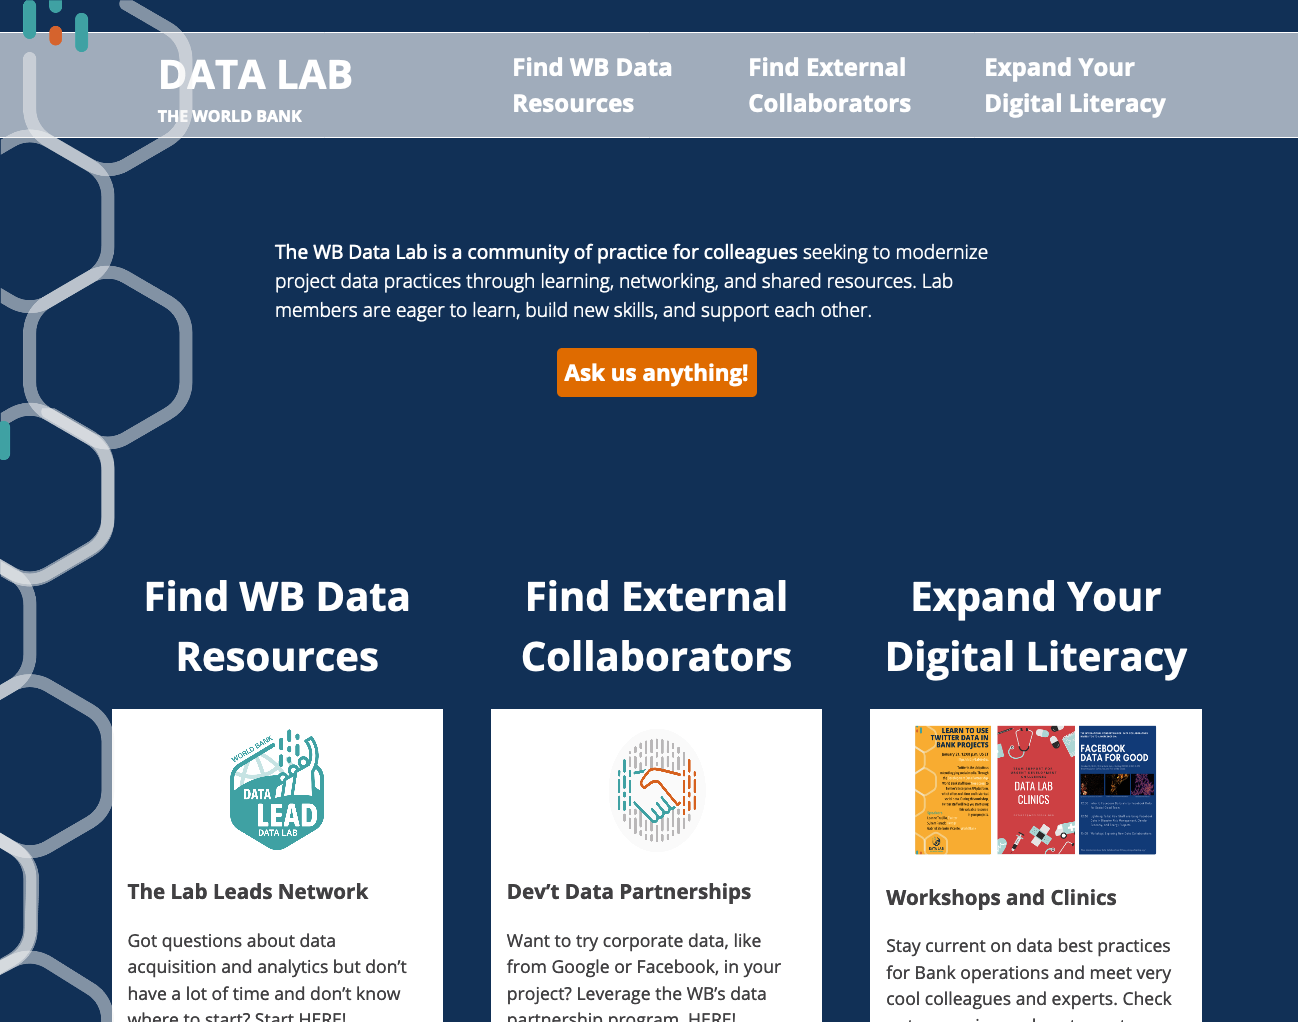 DATA LAB
THE WORLD BANK
Find WB Data
Resources
Find External
Collaborators
Expand Your
Digital Literacy
The WB Data Lab is a community of practice for colleagues seeking to modernize
project data practices through learning, networking, and shared resources. Lab
members are eager to learn, build new skills, and support each other.
Ask us anything!
Find WB Data
Resources
WORLD BANK
DATA
LEAD
DATA LAB
The Lab Leads Network
Got questions about data
acquisition and analytics but don’t
have a lot of time and don’t know
where to start? Start HERE!
Find External
Collaborators
Dev’t Data Partnerships
Want to try corporate data, like
from Google or Facebook, in your
project? Leverage the WB’s data
partnership program, HERE!
Expand Your
Digital Literacy
LEARN TO USE
TWITTER DATA IN
BANK PROJECTS
DATA LAB
CLINICS
FACEBOOK
DATA FOR GOOD
Workshops and Clinics
Stay current on data best practices
for Bank operations and meet very
cool colleagues and experts. Check